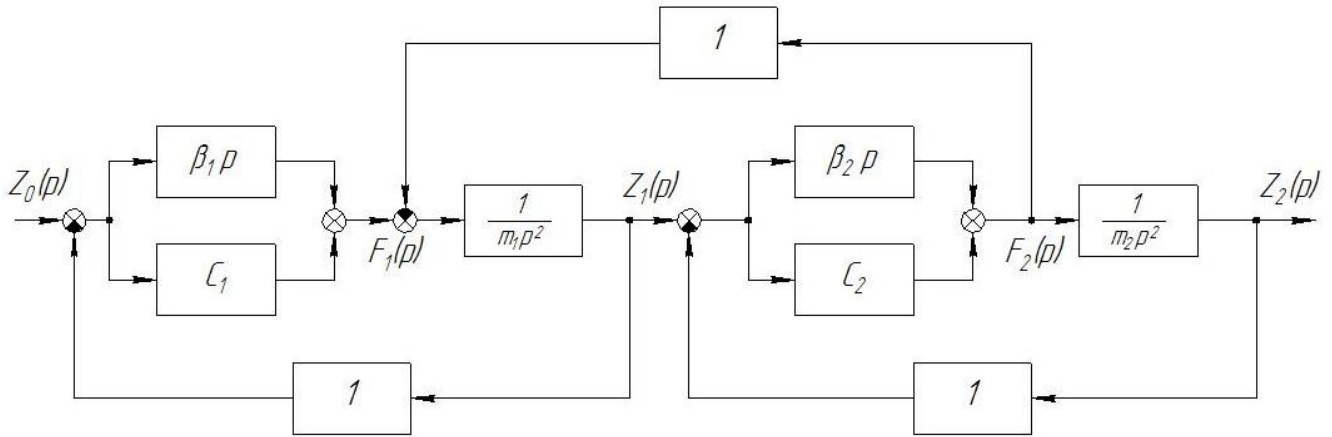 1
β₁p
β₂p
Z₀(p)
Z₁(p)
Z₂(p)
1
m₁p²
1
m₂p²
F₁(p)
F₂(p)
C₁
C₂
1
1